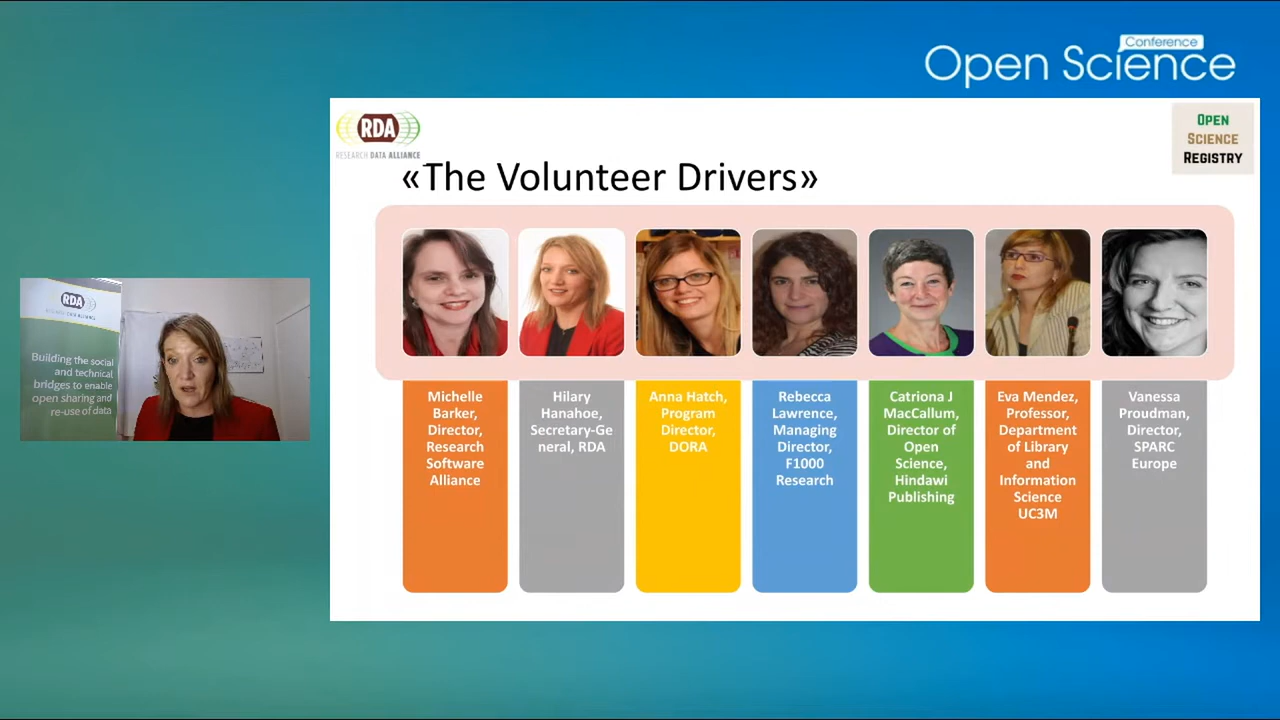 Conference
Open Science
RDA
RESEARCH DATA ALLIANCE
OPEN
SCIENCE
REGISTRY
«The Volunteer Drivers»
RDA
Building the social
and technical
bridges to enable
open sharing and
re-use of data
Michelle
Barker,
Director,
Research
Software
Alliance
Hilary
Hanahoe,
Secretary-Ge
neral, RDA
Anna Hatch,
Program
Director,
DORA
Rebecca
Lawrence,
Managing
Director,
F1000
Research
Catriona J
MacCallum,
Director of
Open
Science,
Hindawi
Publishing
Eva Mendez,
Professor,
Department
of Library
and
Information
Science
UC3M
Vanessa
Proudman,
Director,
SPARC
Europe